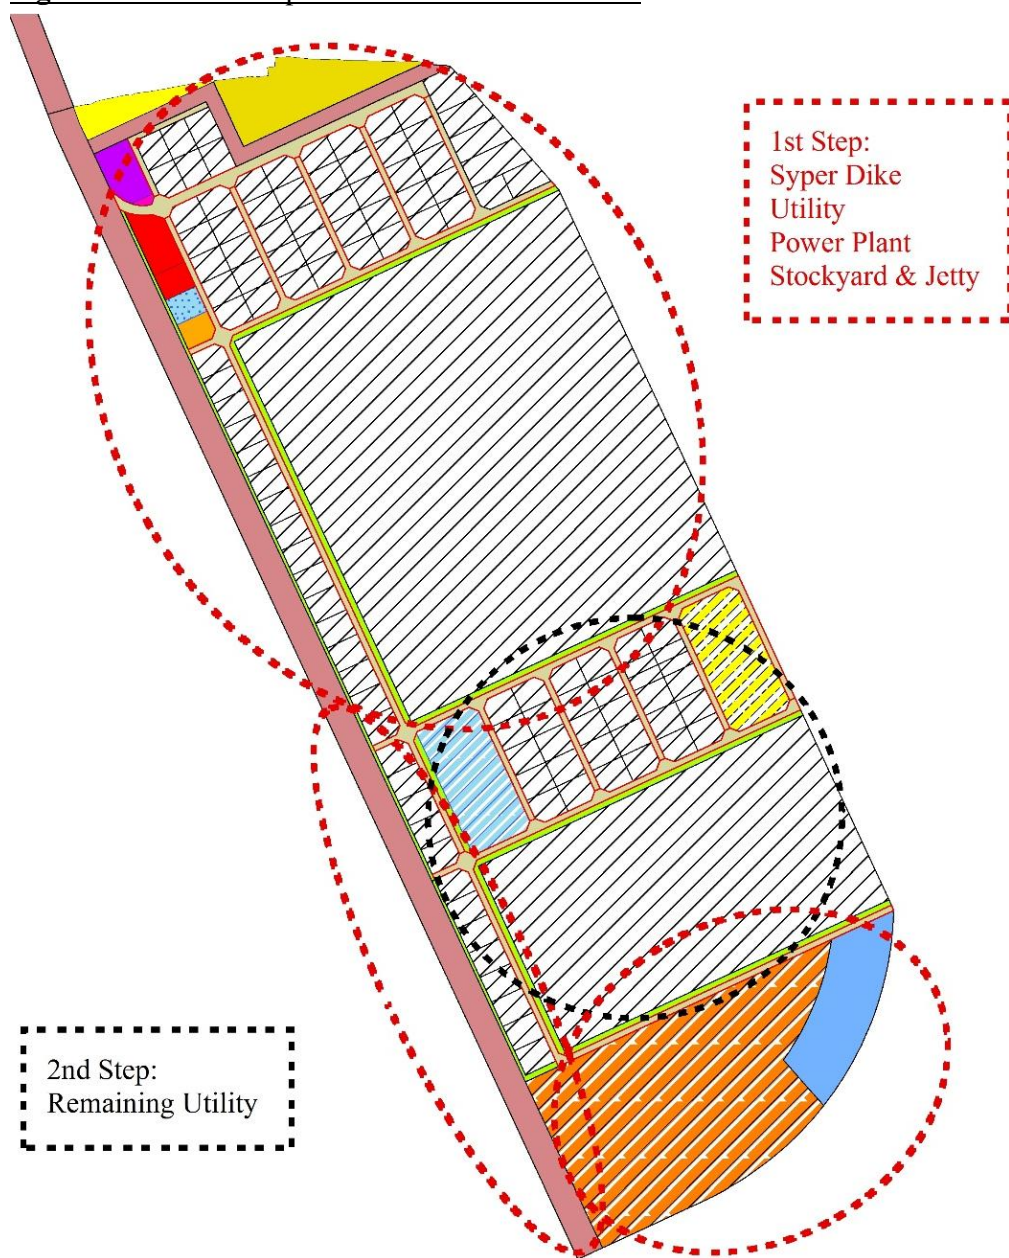 1st Step:
Syper Dike
Utility
Power Plant
Stockyard & Jetty
2nd Step:
Remaining Utility